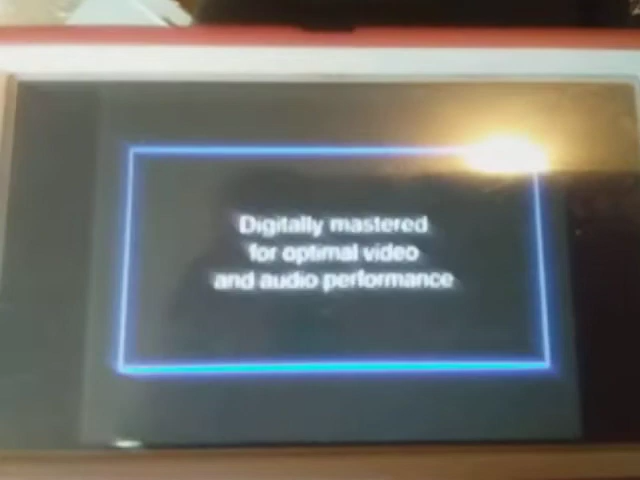 Digitally mastered
for optimal video
and audio performance